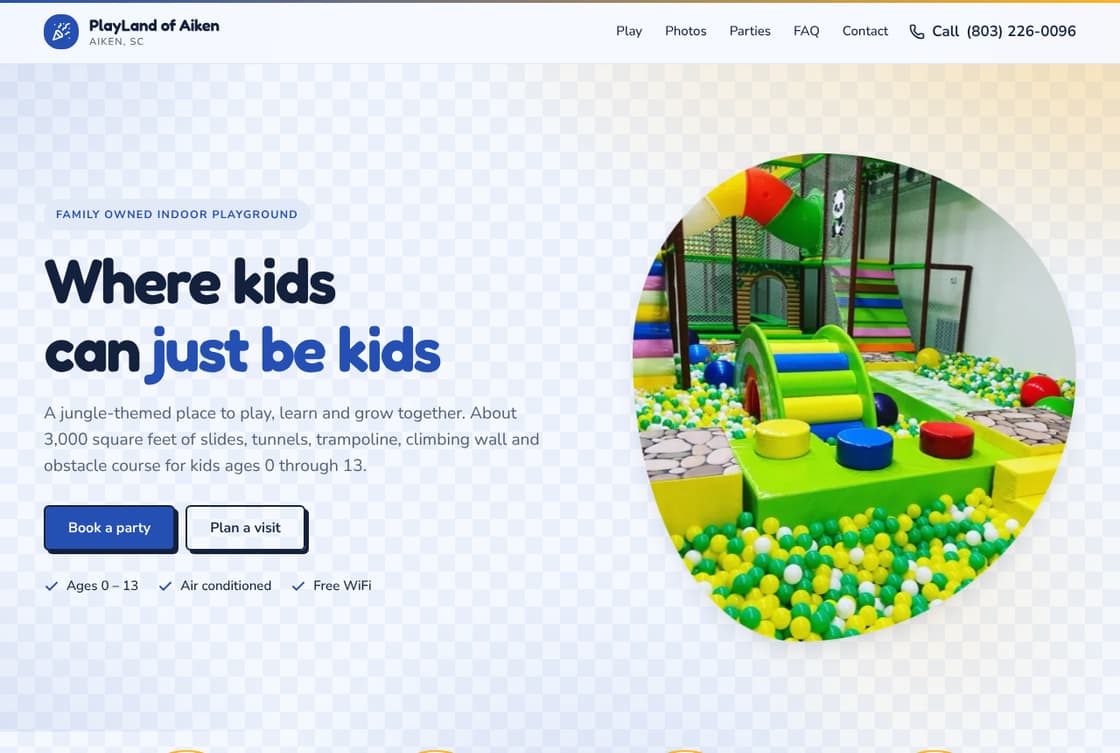 PlayLand of Aiken
AIKEN, SC
Play
Photos
Parties
FAQ
Contact
Call (803) 226-0096
FAMILY OWNED INDOOR PLAYGROUND
Where kids
can just be kids
A jungle-themed place to play, learn and grow together. About
3,000 square feet of slides, tunnels, trampoline, climbing wall and
obstacle course for kids ages 0 through 13.
Book a party
Plan a visit
Ages 0 – 13
Air conditioned
Free WiFi